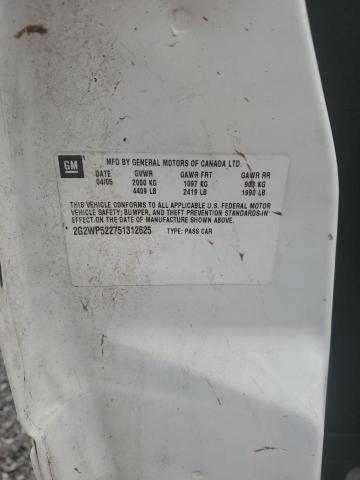 GM
MFD BY GENERAL MOTORS OF CANADA LTD.
DATE GVWR GAWR FRT GAWR RR
04/05 2000 KG 1097 KG 903 KG
4409 LB 2419 LB 1990 LB
THIS VEHICLE CONFORMS TO ALL APPLICABLE U.S. FEDERAL MOTOR
VEHICLE SAFETY, BUMPER, AND THEFT PREVENTION STANDARDS IN
EFFECT ON THE DATE OF MANUFACTURE SHOWN ABOVE.
2G2WP522751312625 TYPE: PASS CAR